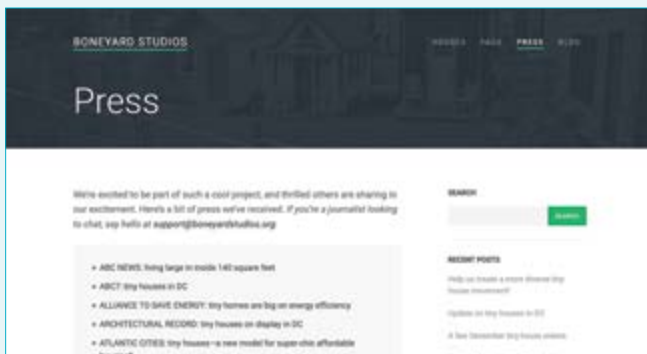 BONEYARD STUDIOS
HOUSES FAQS PRESS BLOG
Press
We're excited to be part of such a cool project, and thrilled others are sharing in
our excitement. Here's a bit of press we've received. If you're a journalist looking
to chat, say hello at support@boneyardstudios.org
ABC NEWS: living large in inside 140 square feet
ABC7: tiny houses in DC
ALLIANCE TO SAVE ENERGY: tiny homes are big on energy efficiency
ARCHITECTURAL RECORD: tiny houses on display in DC
ATLANTIC CITIES: tiny houses—a new model for super-chic affordable
SEARCH
SEARCH
RECENT POSTS
Help us create a more diverse tiny
house movement!
Update on tiny houses in DC
A few December tiny house events